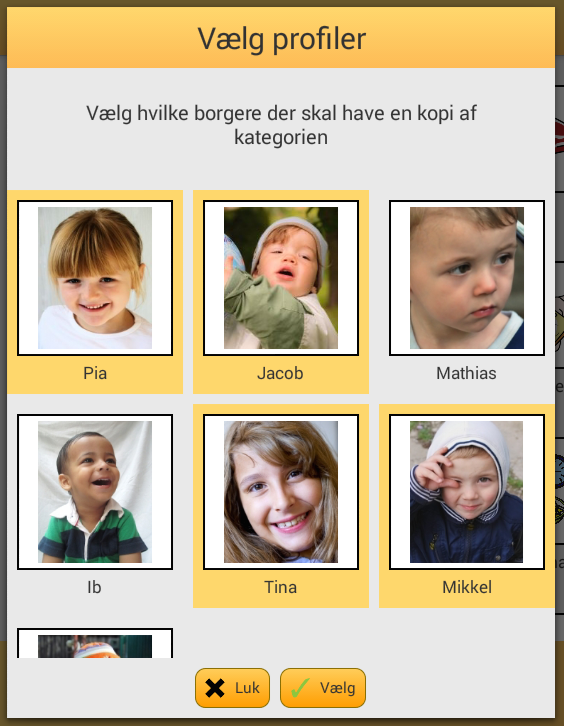 Vælg profiler
Vælg hvilke borgere der skal have en kopi af
kategorien
Pia
Jacob
Mathias
Ib
Tina
Mikkel
Luk
Vælg